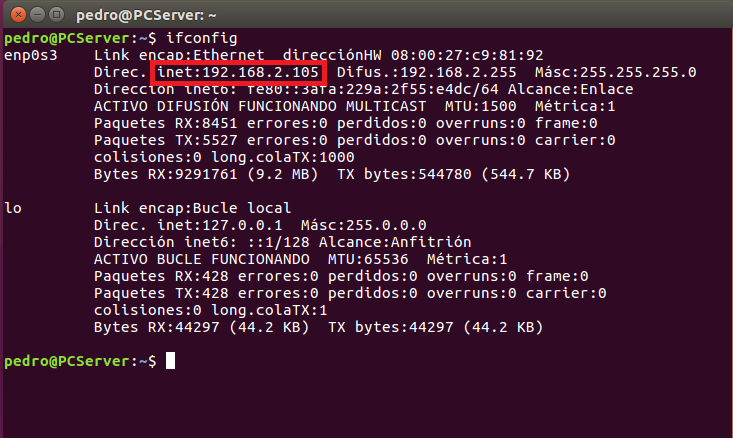 pedro@PCServer: ~
pedro@PCServer:~$ ifconfig
enp0s3    Link encap:Ethernet  direcciónHW 08:00:27:c9:81:92
          Direc. inet:192.168.2.105  Difus.:192.168.2.255  Másc:255.255.255.0
          Dirección inet6: fe80::3afa:229a:2f55:e4dc/64 Alcance:Enlace
          ACTIVO DIFUSIÓN FUNCIONANDO MULTICAST  MTU:1500  Métrica:1
          Paquetes RX:8451 errores:0 perdidos:0 overruns:0 frame:0
          Paquetes TX:5527 errores:0 perdidos:0 overruns:0 carrier:0
          colisiones:0 long.colaTX:1000
          Bytes RX:9291761 (9.2 MB)  TX bytes:544780 (544.7 KB)
lo        Link encap:Bucle local
          Direc. inet:127.0.0.1  Másc:255.0.0.0
          Dirección inet6: ::1/128 Alcance:Anfitrión
          ACTIVO BUCLE FUNCIONANDO  MTU:65536  Métrica:1
          Paquetes RX:428 errores:0 perdidos:0 overruns:0 frame:0
          Paquetes TX:428 errores:0 perdidos:0 overruns:0 carrier:0
          colisiones:0 long.colaTX:1
          Bytes RX:44297 (44.2 KB)  TX bytes:44297 (44.2 KB)
pedro@PCServer:~$